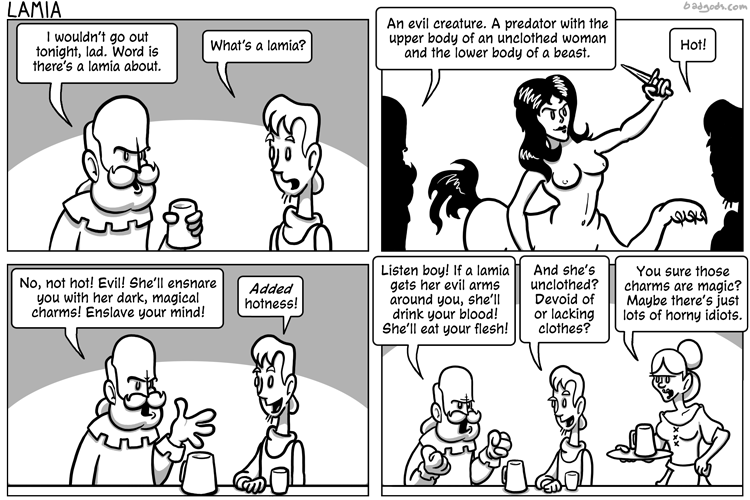 LAMIA
badgods.com
I wouldn't go out
tonight, lad. Word is
there's a lamia about.
What's a lamia?
An evil creature. A predator with the
upper body of an unclothed woman
and the lower body of a beast.
Hot!
No, not hot! Evil! She'll ensnare
you with her dark, magical
charms! Enslave your mind!
Added
hotness!
Listen boy! If a lamia
gets her evil arms
around you, she'll
drink your blood!
She'll eat your flesh!
And she's
unclothed?
Devoid of
or lacking
clothes?
You sure those
charms are magic?
Maybe there's just
lots of horny idiots.